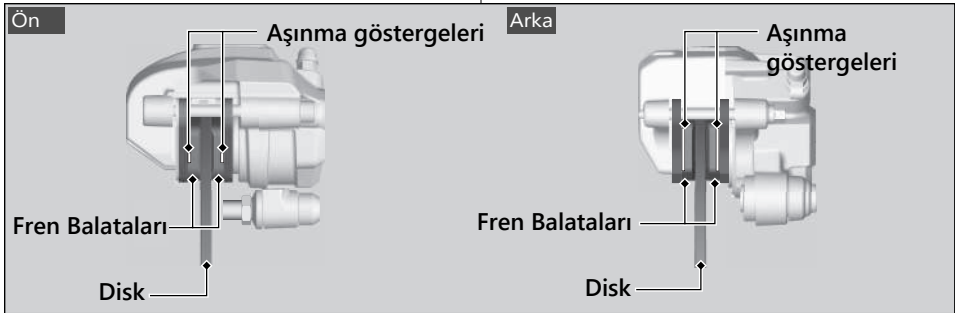 Ön
Aşınma göstergeleri
Fren Balataları
Disk
Arka
Aşınma
göstergeleri
Fren Balataları
Disk